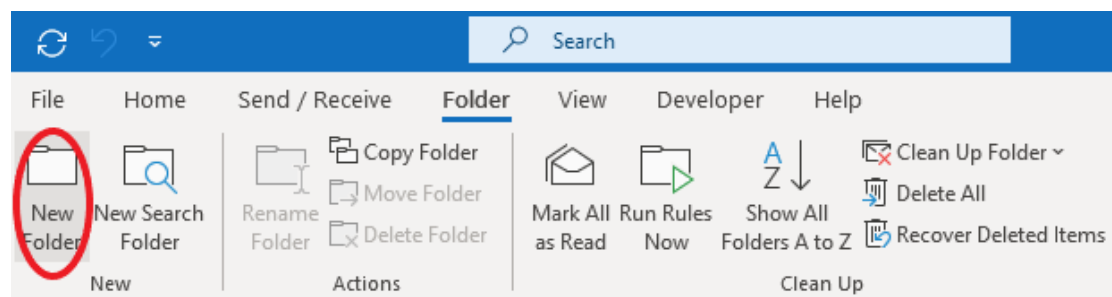 Search
File Home Send / Receive Folder View Developer Help
New Folder
New Search Folder
Rename Folder
Copy Folder
Move Folder
Delete Folder
Mark All as Read
Run Rules Now
Show All Folders A to Z
Clean Up Folder
Delete All
Recover Deleted Items
New
Actions
Clean Up